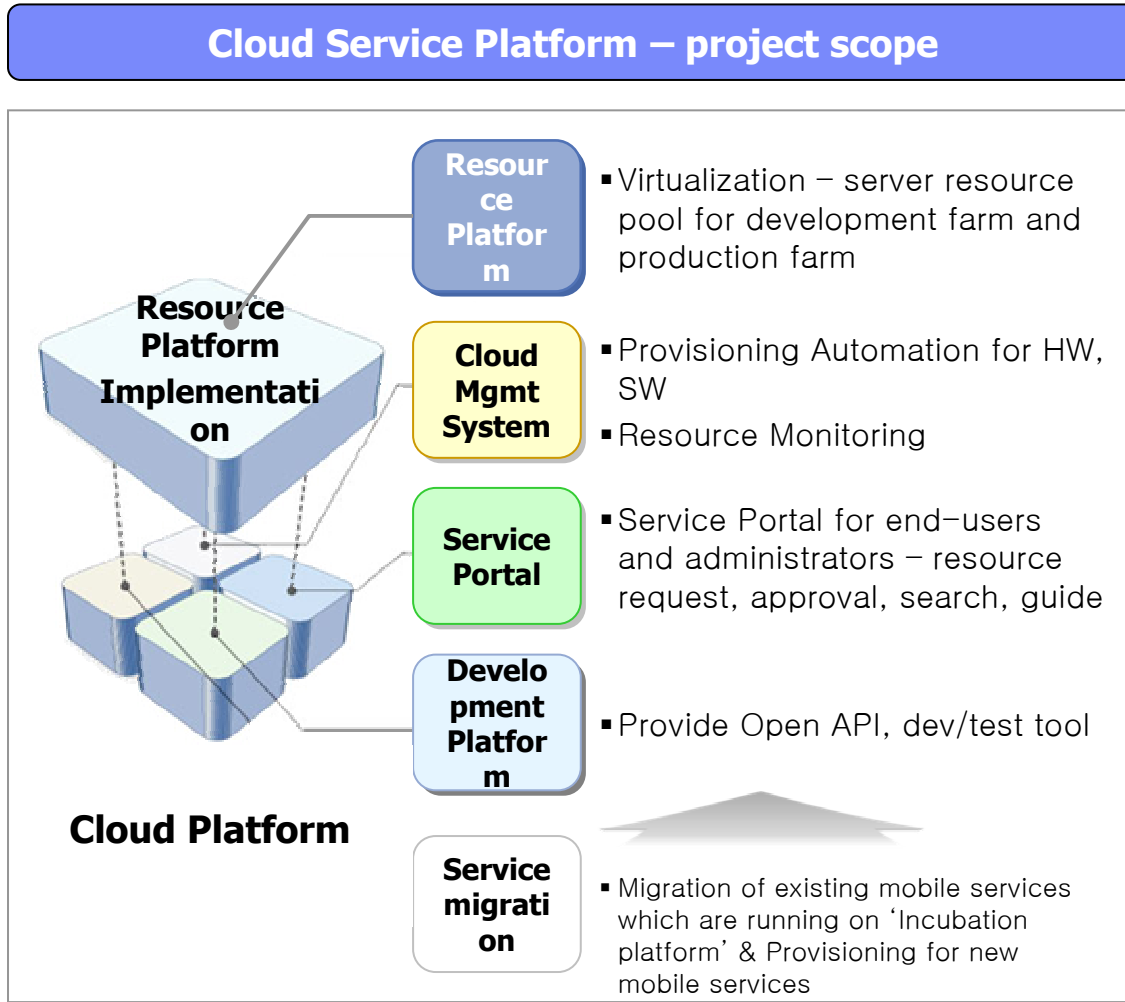 Cloud Service Platform – project scope
Resour
ce
Platfor
m
▪ Virtualization – server resource
pool for development farm and
production farm
Resource
Platform
Implementati
on
Cloud
Mgmt
System
▪ Provisioning Automation for HW,
SW
▪ Resource Monitoring
Service
Portal
▪ Service Portal for end-users
and administrators – resource
request, approval, search, guide
Develo
pment
Platfor
m
▪ Provide Open API, dev/test tool
Cloud Platform
Service
migrati
on
▪ Migration of existing mobile services
which are running on ‘Incubation
platform’ & Provisioning for new
mobile services